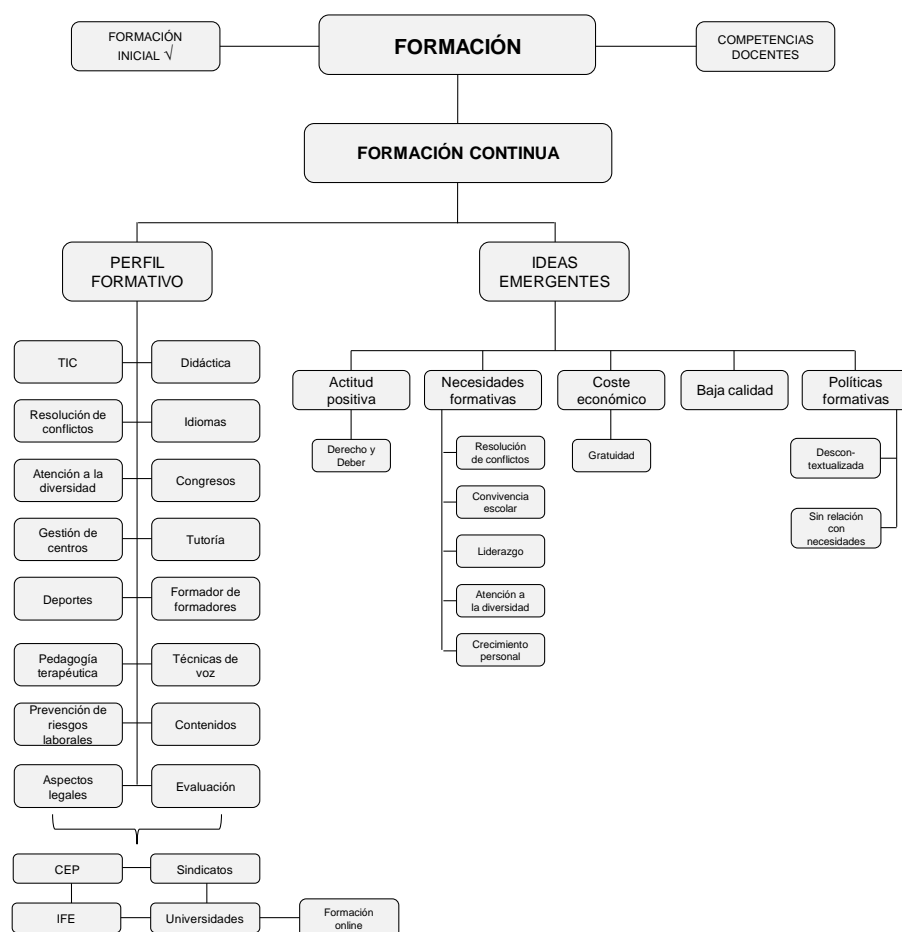 FORMACIÓN
INICIAL √
FORMACIÓN
COMPETENCIAS
DOCENTES
FORMACIÓN CONTINUA
PERFIL
FORMATIVO
IDEAS
EMERGENTES
TIC
Didáctica
Resolución de
conflictos
Idiomas
Atención a la
diversidad
Congresos
Gestión de
centros
Tutoría
Deportes
Formador de
formadores
Pedagogía
terapéutica
Técnicas de
voz
Prevención de
riesgos
laborales
Contenidos
Aspectos
legales
Evaluación
CEP
Sindicatos
IFE
Universidades
Formación
online
Actitud
positiva
Derecho y
Deber
Necesidades
formativas
Resolución
de conflictos
Convivencia
escolar
Liderazgo
Atención a
la diversidad
Crecimiento
personal
Coste
económico
Gratuidad
Baja calidad
Políticas
formativas
Descon-
textualizada
Sin relación
con
necesidades